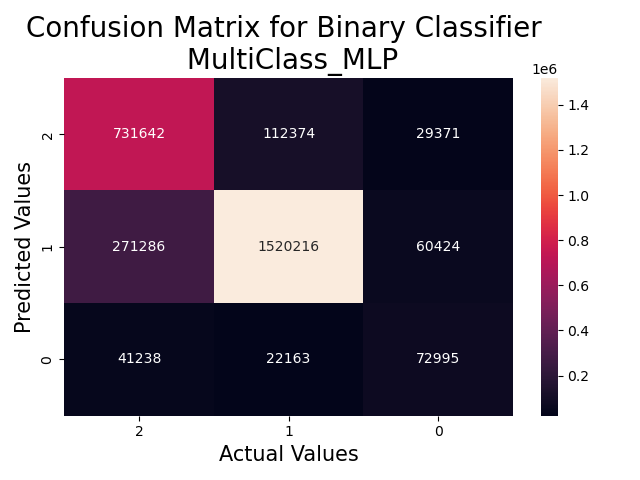 Confusion Matrix for Binary Classifier
MultiClass_MLP
1e6
2 731642 112374 29371
1 271286 1520216 60424
0 41238 22163 72995
2 1 0
Predicted Values
Actual Values
1.4
1.2
1.0
0.8
0.6
0.4
0.2